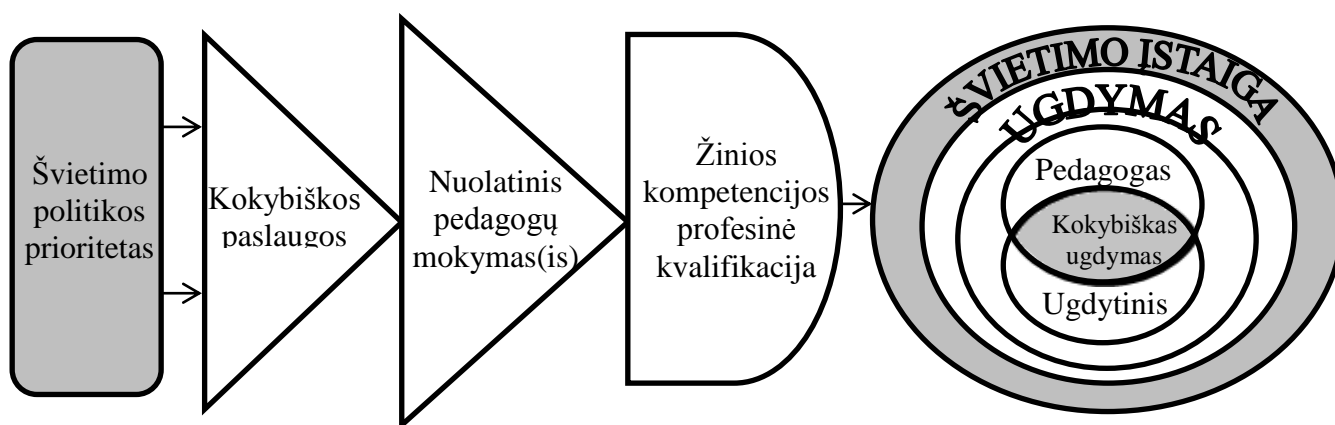 Švietimo
politikos
prioritetas
Kokybiškos
paslaugos
Nuolatinis
pedagogų
mokymas(is)
Žinios
kompetencijos
profesinė
kvalifikacija
ŠVIETIMO ĮSTAIGA
UGDYMAS
Pedagogas
Kokybiškas
ugdymas
Ugdytinis